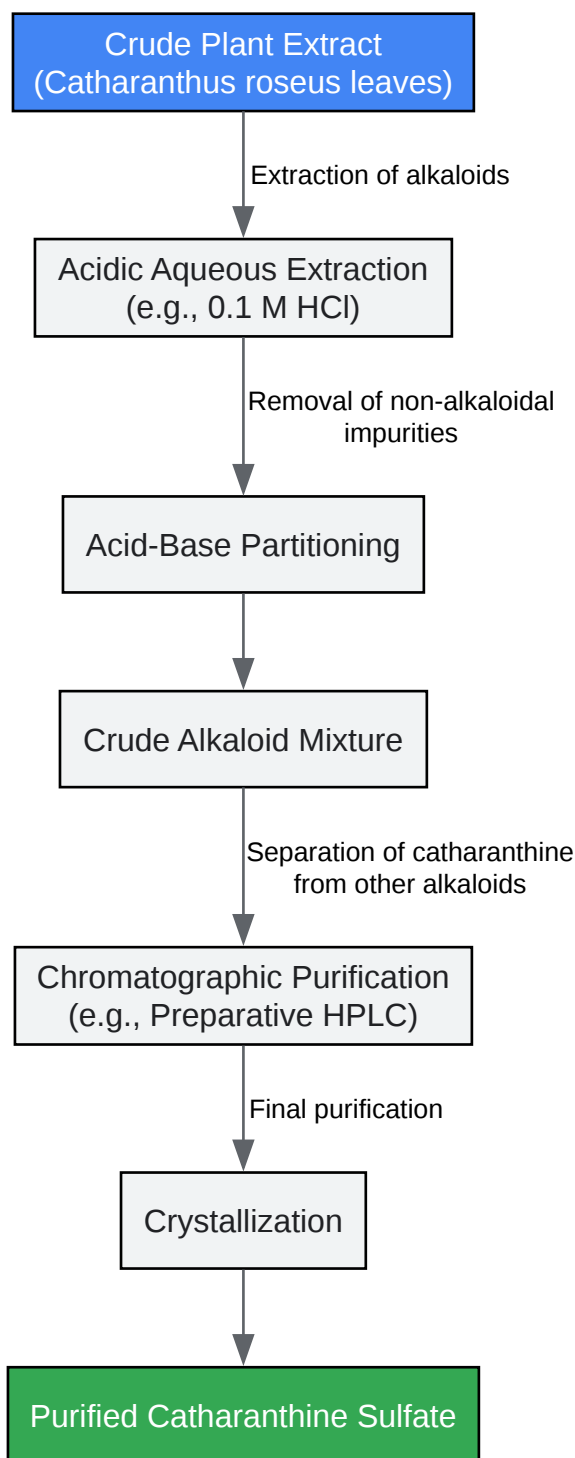 Crude Plant Extract
(Catharanthus roseus leaves)
Extraction of alkaloids
Acidic Aqueous Extraction
(e.g., 0.1 M HCl)
Removal of non-alkaloidal
impurities
Acid-Base Partitioning
Crude Alkaloid Mixture
Separation of catharanthine
from other alkaloids
Chromatographic Purification
(e.g., Preparative HPLC)
Final purification
Crystallization
Purified Catharanthine Sulfate